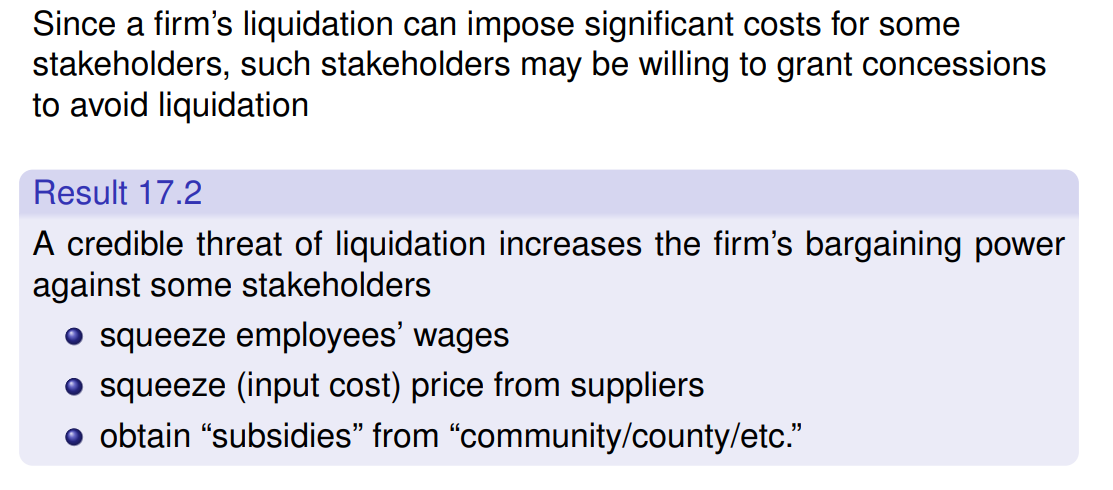 Since a firm’s liquidation can impose significant costs for some
stakeholders, such stakeholders may be willing to grant concessions
to avoid liquidation
Result 17.2
A credible threat of liquidation increases the firm’s bargaining power
against some stakeholders
squeeze employees’ wages
squeeze (input cost) price from suppliers
obtain “subsidies” from “community/county/etc.”